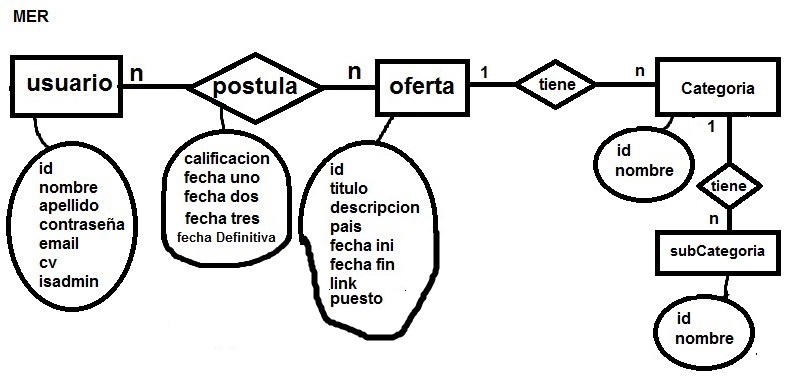 MER
usuario
n
postula
n
oferta
1
tiene
n
Categoria
id
nombre
apellido
contraseña
email
cv
isadmin
calificacion
fecha uno
fecha dos
fecha tres
fecha Definitiva
id
titulo
descripcion
pais
fecha ini
fecha fin
link
puesto
id
nombre
1
tiene
n
subCategoria
id
nombre